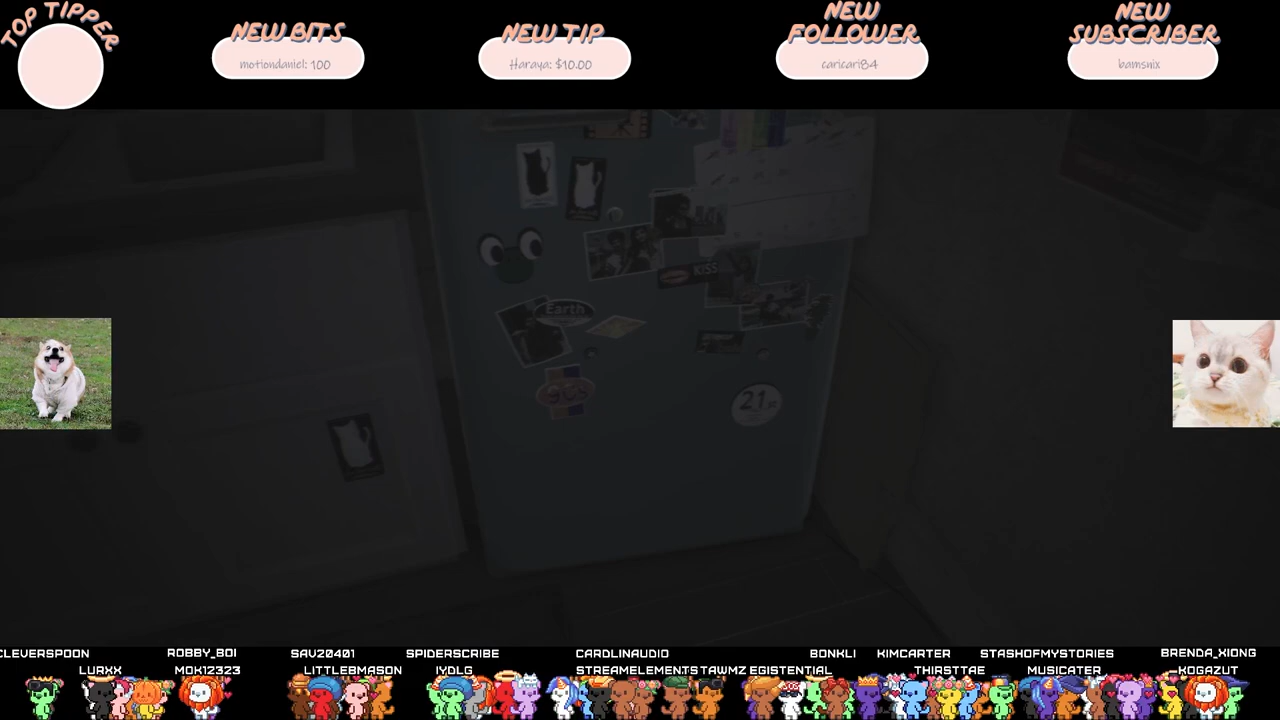 TOP TIPPER
NEW BITS
motiondaniel: 100
NEW TIP
Haraya: $10.00
NEW
FOLLOWER
caricari84
NEW
SUBSCRIBER
bamsnix
KISS
Earth
21
CLEVERSPOON
ROBBY_BOI
SAV20401
SPIDERSCRIBE
CARDLINAUDIO
BONKLI
KIMCARTER
STASHOFMYSTORIES
BRENDA_XIONG
LURXX
MOK12323
LITTLEBMASON
IYDLG
STREAMELEMENTS
TAWMZ
EGISTENTIAL
THIRSTTAE
MUSICATER
KOGAZUT